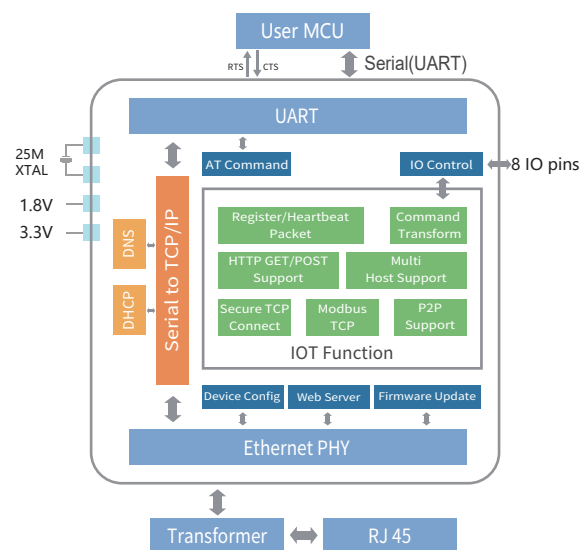 User MCU
RTS
CTS
Serial(UART)
UART
25M
XTAL
AT Command
IO Control
8 IO pins
1.8V
3.3V
DNS
DHCP
Serial to TCP/IP
Register/Heartbeat
Packet
Command
Transform
HTTP GET/POST
Support
Multi
Host Support
Secure TCP
Connect
Modbus
TCP
P2P
Support
IOT Function
Device Config
Web Server
Firmware Update
Ethernet PHY
Transformer
RJ 45